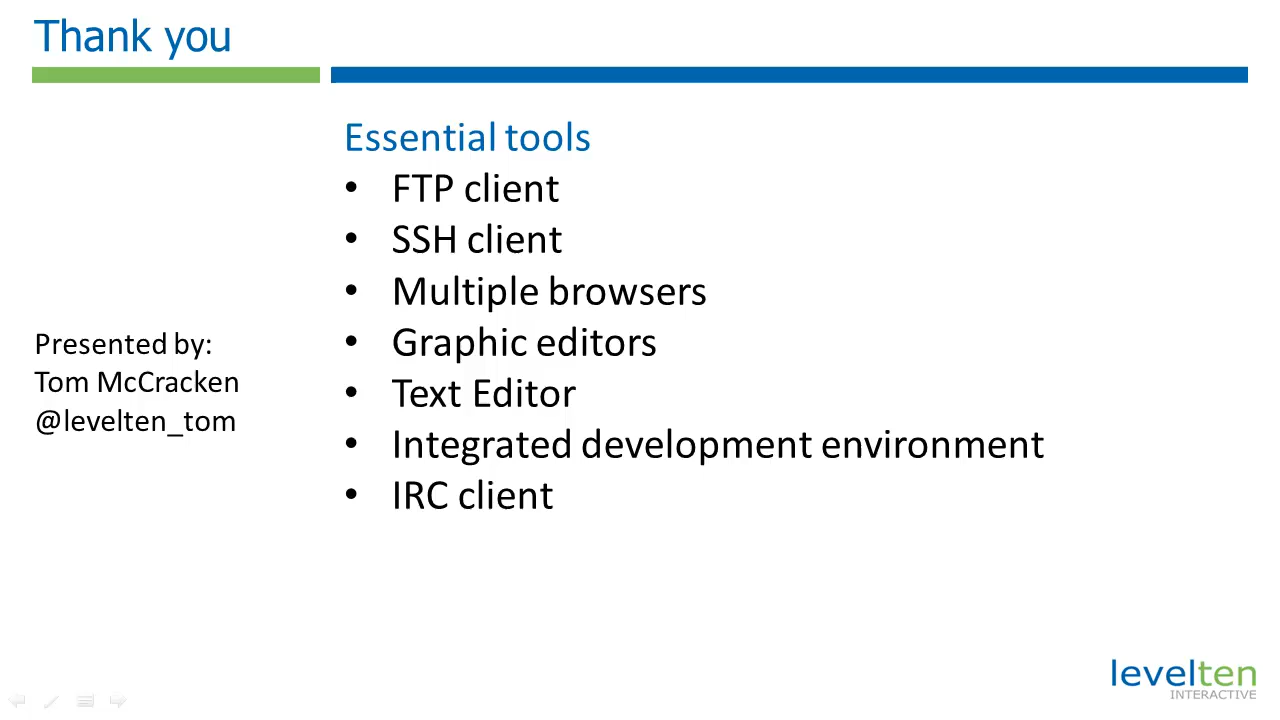 Thank you
Essential tools
• FTP client
• SSH client
• Multiple browsers
• Graphic editors
• Text Editor
• Integrated development environment
• IRC client
Presented by:
Tom McCracken
@levelten_tom
levelten
INTERACTIVE